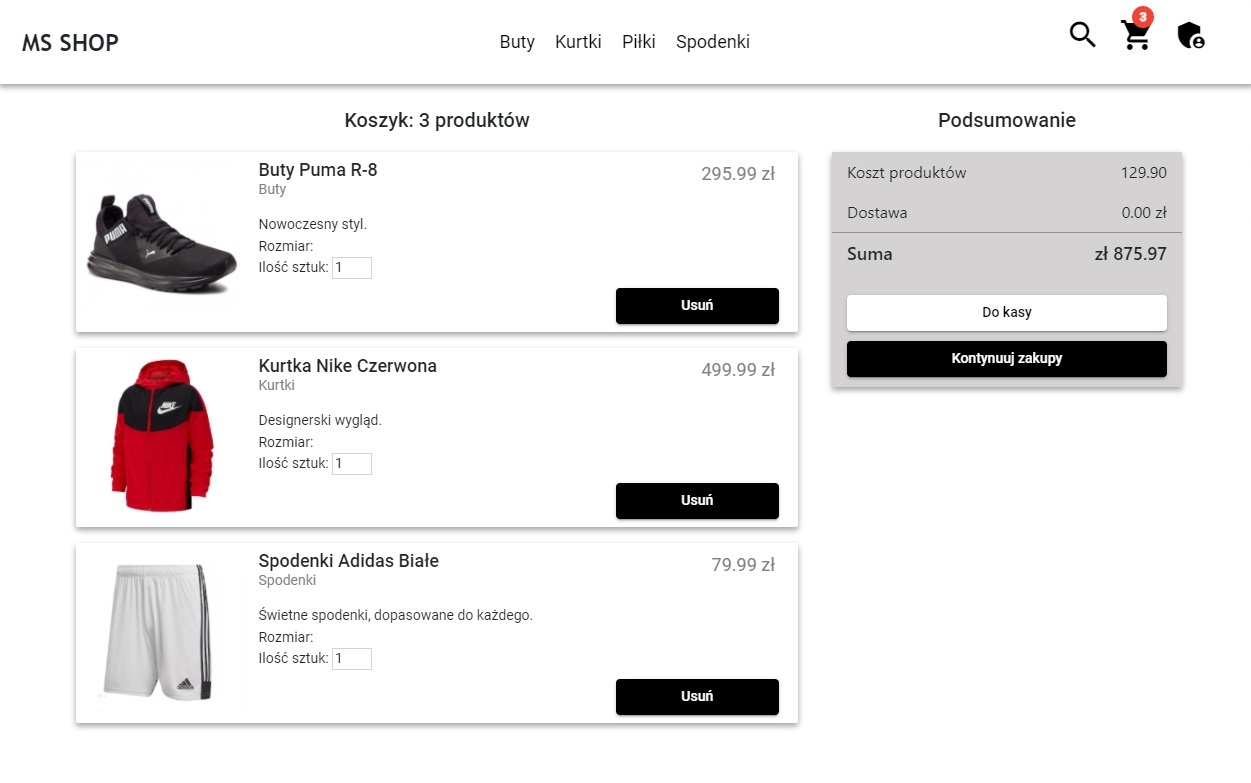 MS SHOP
Buty Kurtki Piłki Spodenki
3
Koszyk: 3 produktów
Buty Puma R-8
295.99 zł
Buty
Nowoczesny styl.
Rozmiar:
Ilość sztuk: 1
Usuń
PUMA
Kurtka Nike Czerwona
499.99 zł
Kurtki
Designerski wygląd.
Rozmiar:
Ilość sztuk: 1
Usuń
NIKE
Spodenki Adidas Białe
79.99 zł
Spodenki
Świetne spodenki, dopasowane do każdego.
Rozmiar:
Ilość sztuk: 1
Usuń
adidas
Podsumowanie
Koszt produktów 129.90
Dostawa 0.00 zł
Suma zł 875.97
Do kasy
Kontynuuj zakupy